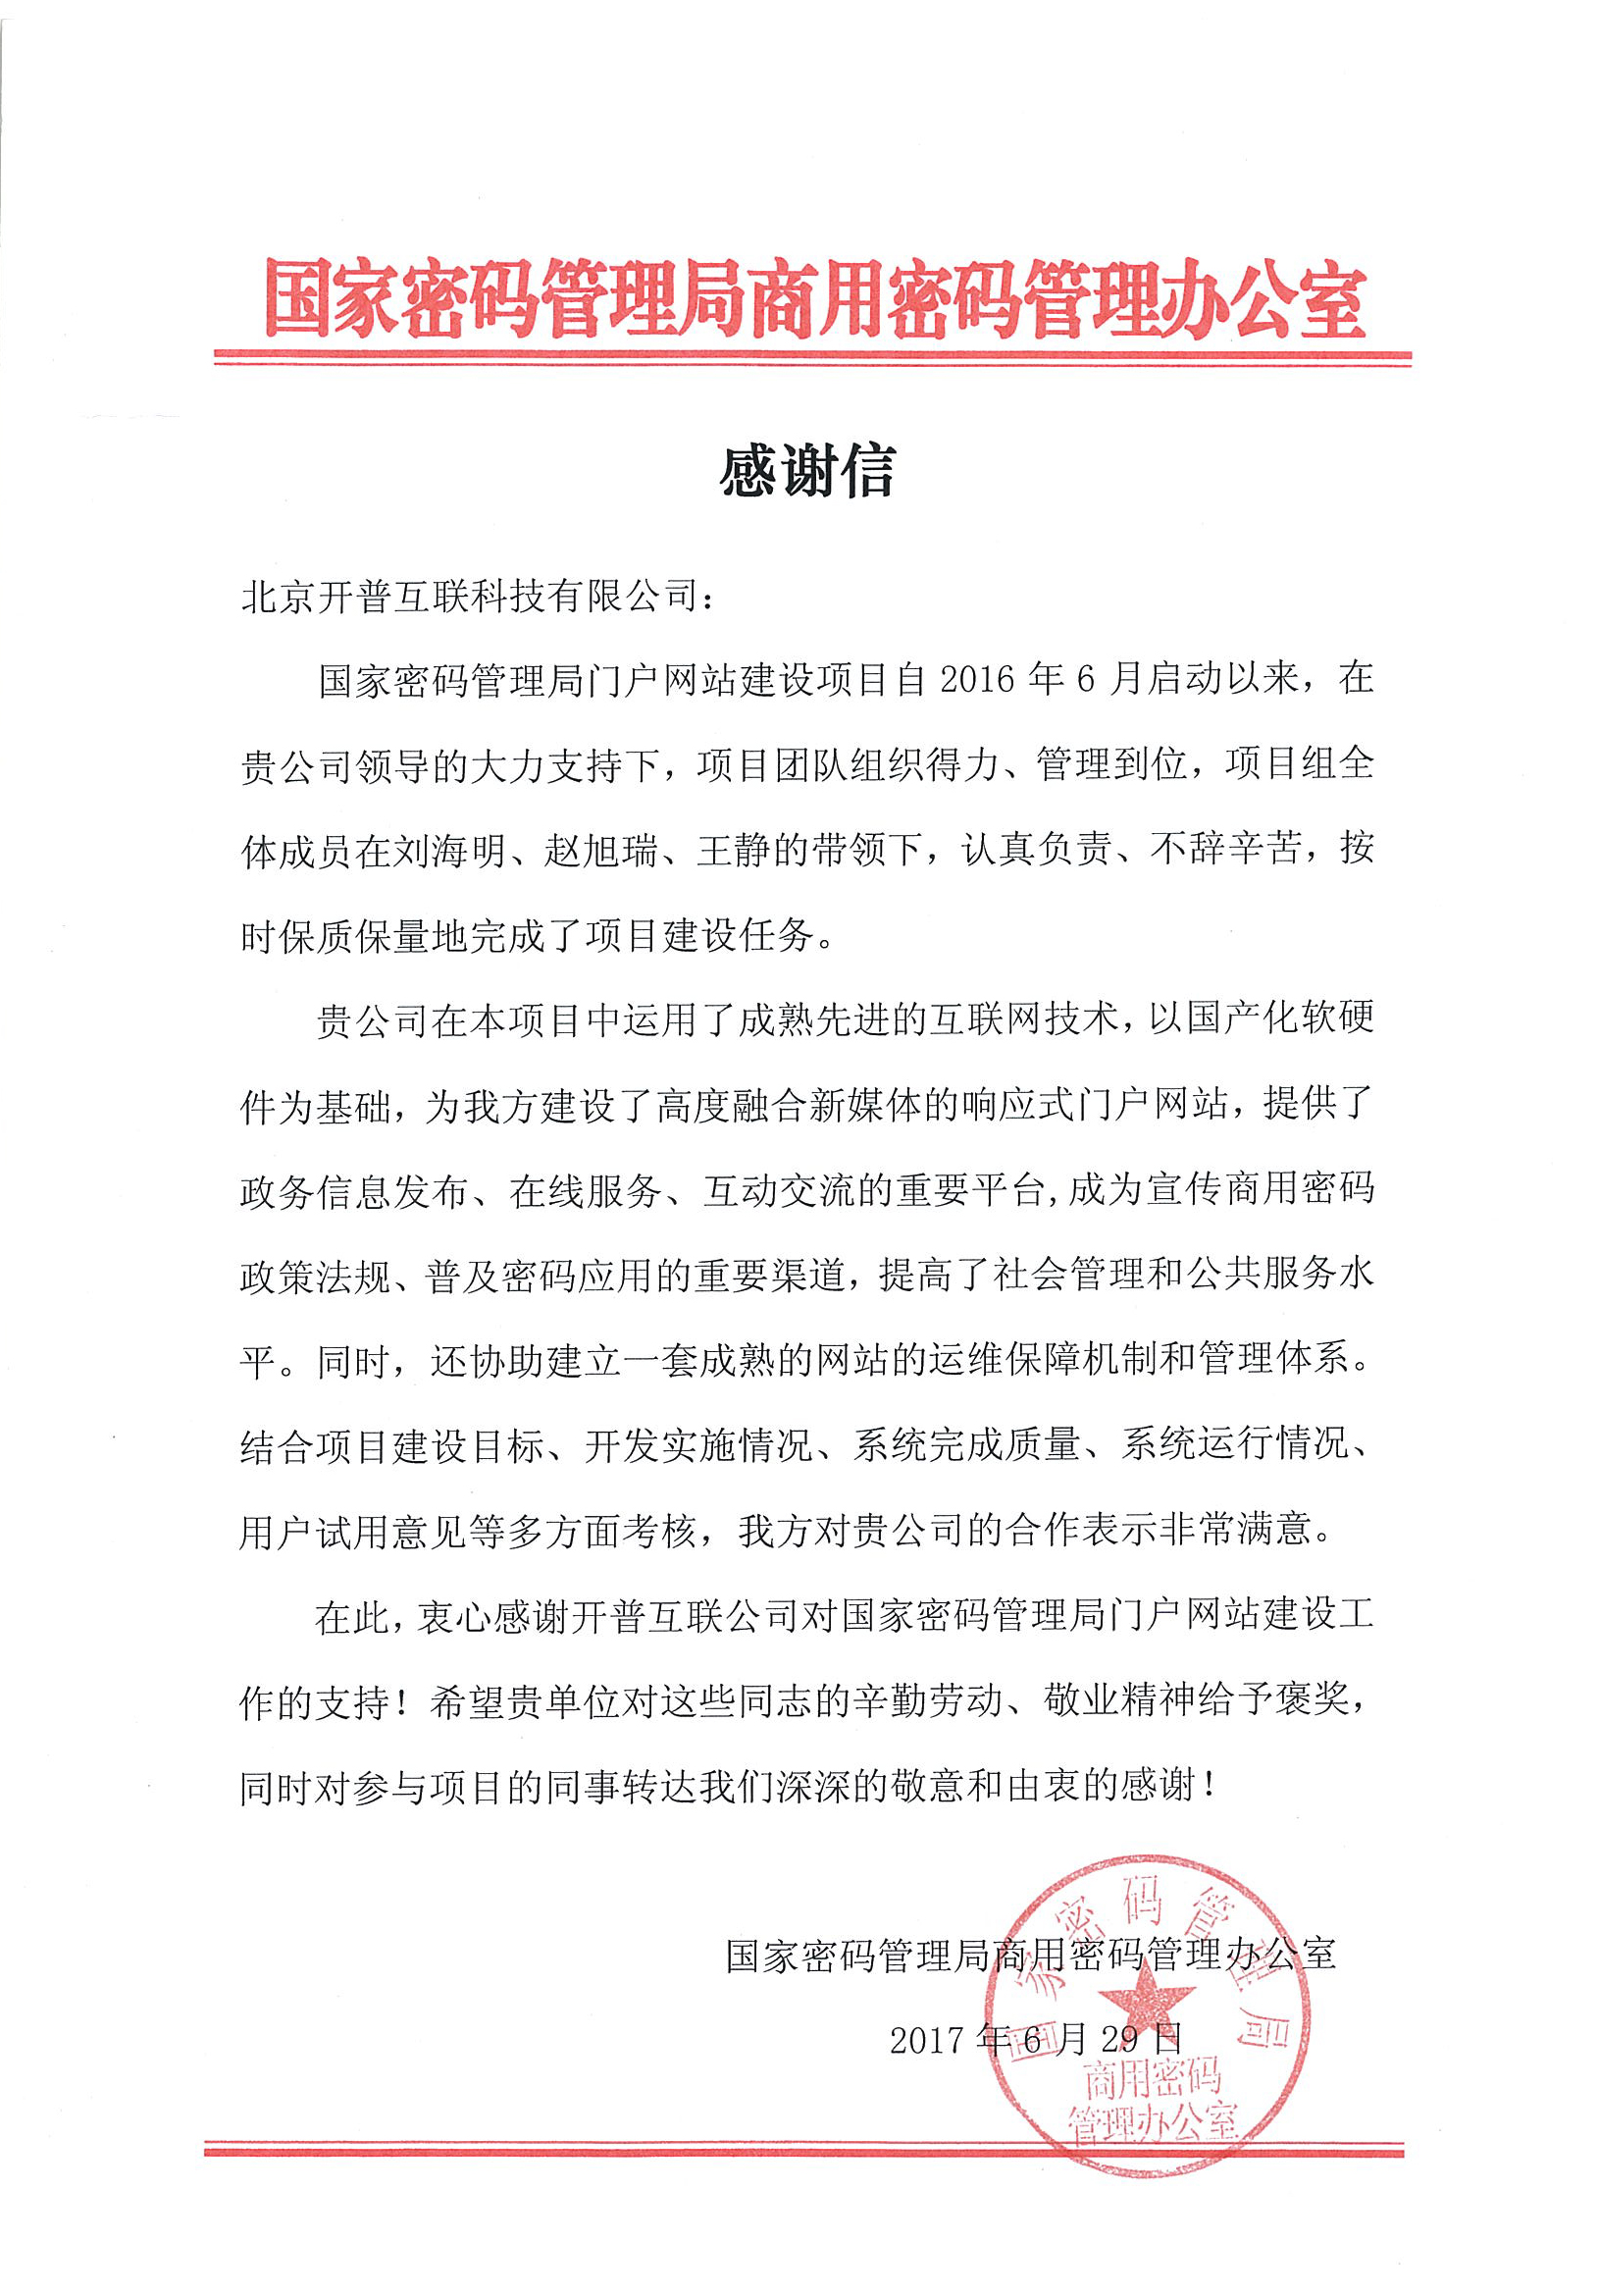 国家密码管理局商用密码管理办公室
感谢信
北京开普互联科技有限公司：
国家密码管理局门户网站建设项目自 2016 年 6 月启动以来，在
贵公司领导的大力支持下，项目团队组织得力、管理到位，项目组全
体成员在刘海明、赵旭瑞、王静的带领下，认真负责、不辞辛苦，按
时保质保量地完成了项目建设任务。
贵公司在本项目中运用了成熟先进的互联网技术，以国产化软硬
件为基础，为我方建设了高度融合新媒体的响应式门户网站，提供了
政务信息发布、在线服务、互动交流的重要平台,成为宣传商用密码
政策法规、普及密码应用的重要渠道，提高了社会管理和公共服务水
平。同时，还协助建立一套成熟的网站的运维保障机制和管理体系。
结合项目建设目标、开发实施情况、系统完成质量、系统运行情况、
用户试用意见等多方面考核，我方对贵公司的合作表示非常满意。
在此，衷心感谢开普互联公司对国家密码管理局门户网站建设工
作的支持！希望贵单位对这些同志的辛勤劳动、敬业精神给予褒奖，
同时对参与项目的同事转达我们深深的敬意和由衷的感谢！
国家密码管理局商用密码管理办公室
2017 年 6 月 29 日
国家密码管理局
商用密码
管理办公室